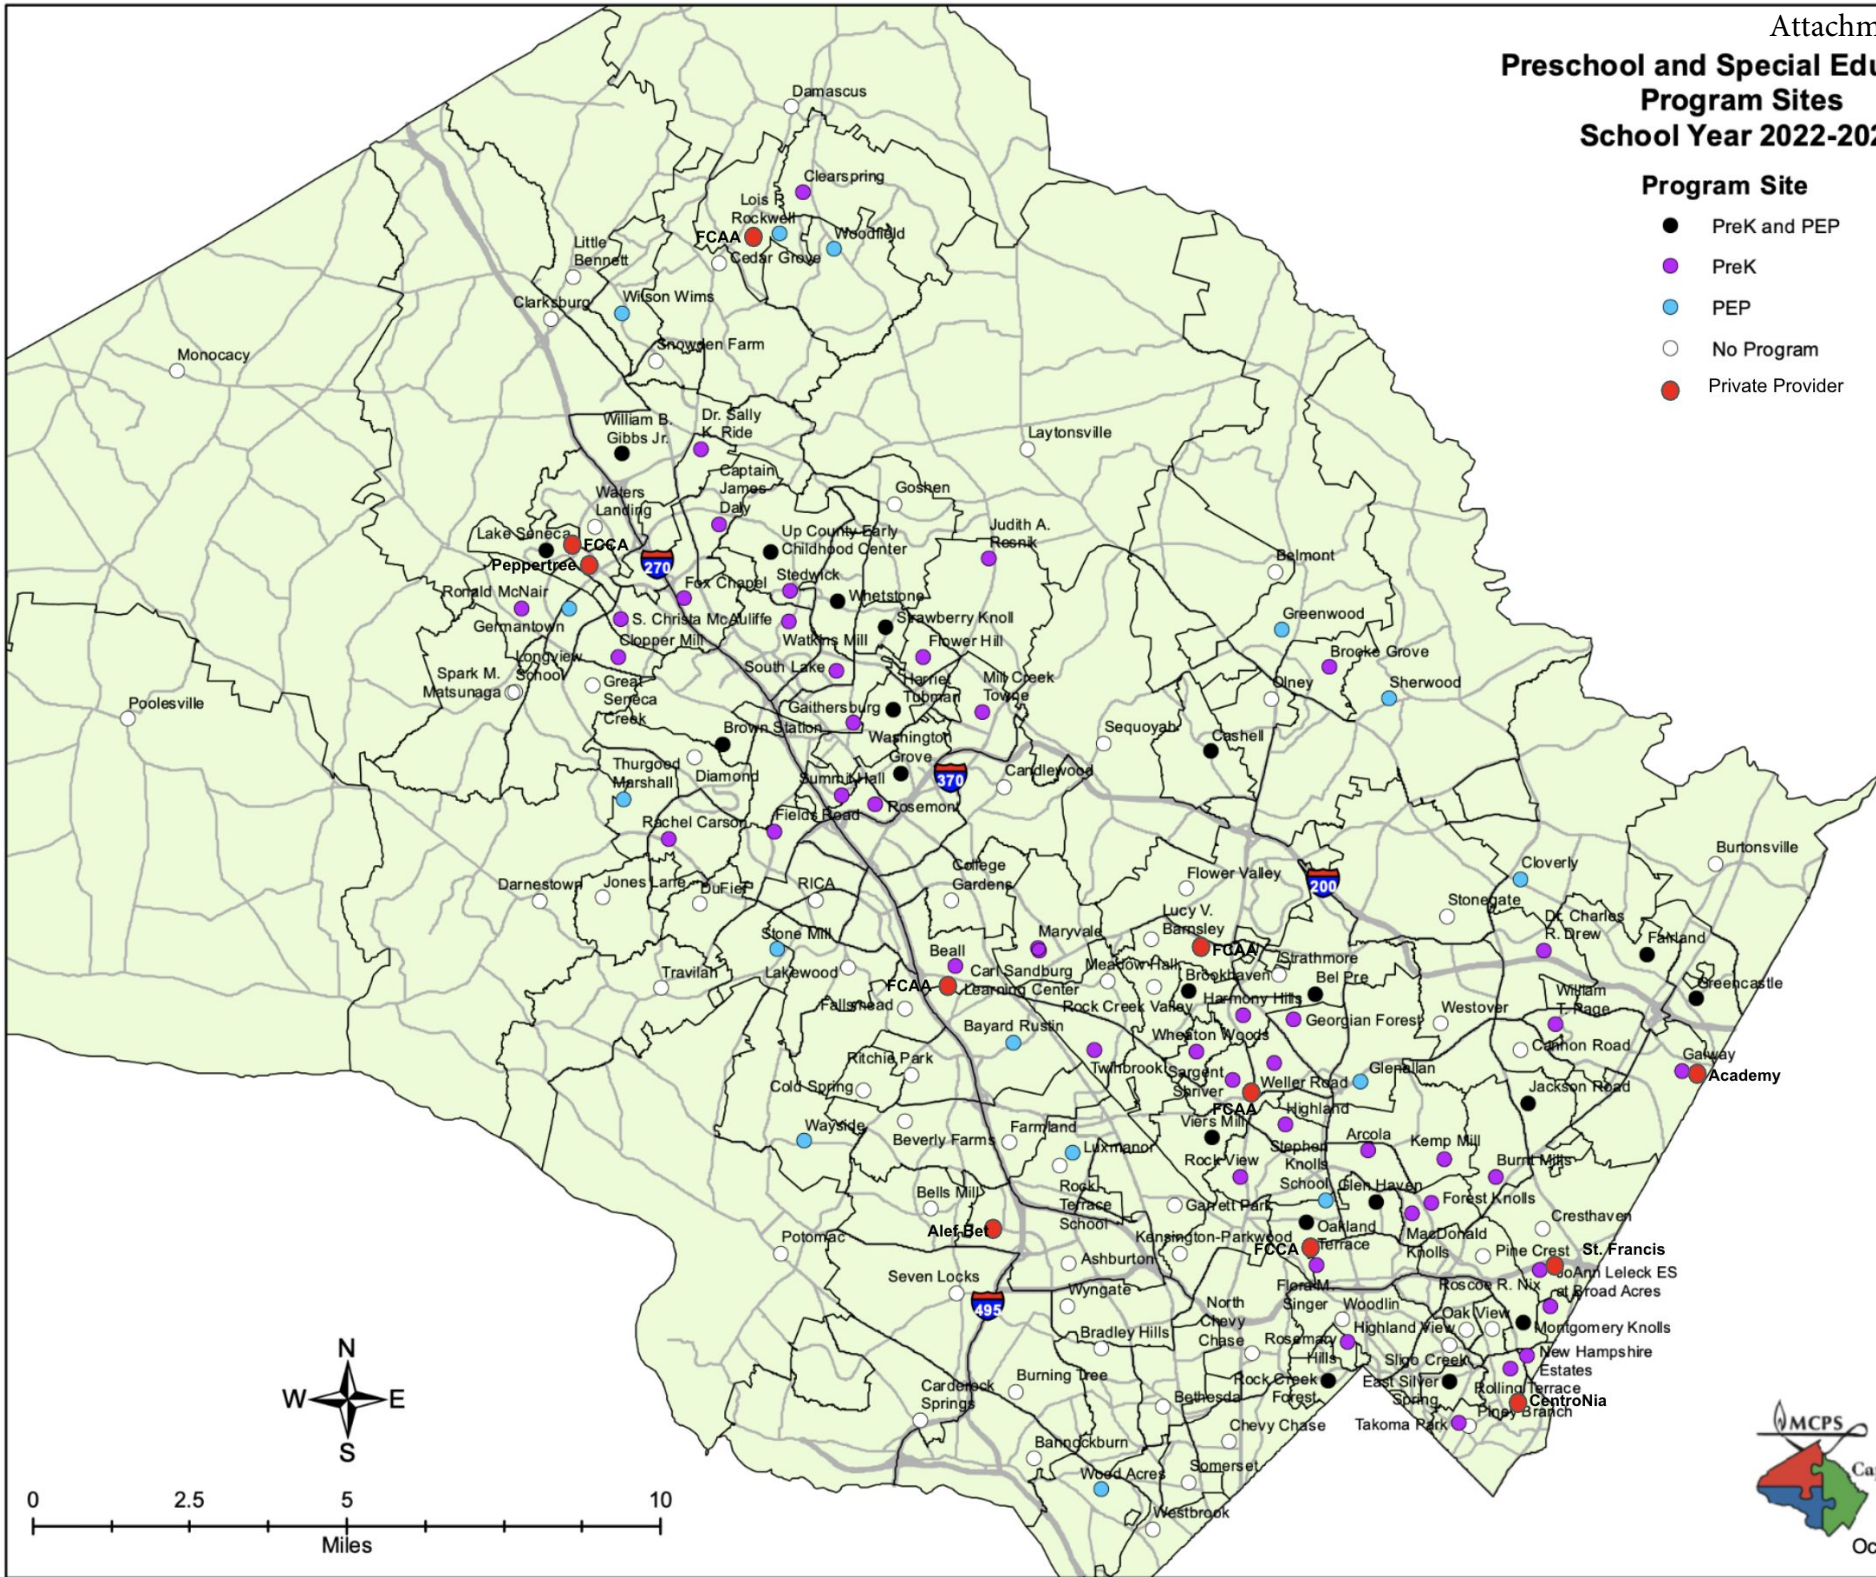 Attachm
Preschool and Special Edu
Program Sites
School Year 2022-202
Program Site
PreK and PEP
PreK
PEP
No Program
Private Provider
Damascus
Clearspring
Lois P.
Rockwell
FCAA
Woodfield
Cedar Grove
Little
Bennett
Clarksburg
Wilson Wims
Snowden Farm
Monocacy
William B.
Gibbs Jr.
Dr. Sally
K. Ride
Laytonsville
Captain
James
Daly
Waters
Landing
Goshen
Lake Seneca
FCCA
Peppertree
270
Up County Early
Childhood Center
Judith A.
Resnik
Belmont
Ronald McNair
Germantown
Fox Chapel
Stedwick
Whetstone
S. Christa McAuliffe
Strawberry Knoll
Greenwood
Clopper Mill
Watkins Mill
Flower Hill
Brooke Grove
Longview
School
Spark M.
Matsunaga
South Lake
Harriet
Tubman
Mill Creek
Towne
Olney
Sherwood
Great
Seneca
Creek
Poolesville
Gaithersburg
Brown Station
Washington
Grove
Sequoyah
Cashell
Thurgood
Marshall
Diamond
Summit Hall
370
Candlewood
Rosemont
Rachel Carson
Fields Road
Burtonsville
College
Gardens
Flower Valley
200
Cloverly
Darnestown
Jones Lane
DuFief
RICA
Stonegate
Lucy V.
Barnsley
Dr. Charles
R. Drew
Stone Mill
Beall
Maryvale
FCAA
Fairland
Travilah
Lakewood
Carl Sandburg
Learning Center
FCAA
Meadow Hall
Brookhaven
Strathmore
Bel Pre
Greencastle
Fallsmead
Rock Creek Valley
Harmony Hills
Georgian Forest
Westover
William
T. Page
Bayard Rustin
Wheaton Woods
Cannon Road
Ritchie Park
Twinbrook
Sargent
Shriver
Weller Road
Glenallan
Galway
Academy
Cold Spring
FCAA
Jackson Road
Wayside
Beverly Farms
Farmland
Luxmanor
Viers Mill
Highland
Arcola
Kemp Mill
Rock View
Stephen
Knolls
School
Burnt Mills
Bells Mill
Rock
Terrace
School
Garrett Park
Glen Haven
Forest Knolls
Alef Bet
Kensington-Parkwood
Oakland
Terrace
FCCA
MacDonald
Knolls
Cresthaven
Potomac
Ashburton
Pine Crest
St. Francis
Seven Locks
Wyngate
Flora M.
Singer
Roscoe R. Nix
JoAnn Leleck ES
at Broad Acres
495
Bradley Hills
North
Chevy
Chase
Woodlin
Highland View
Oak View
Montgomery Knolls
Rosemary
Hills
Sligo Creek
New Hampshire
Estates
Burning Tree
Carderock
Springs
Bethesda
Rock Creek
Forest
East Silver
Spring
Rolling Terrace
CentroNia
Chevy Chase
Takoma Park
Piney Branch
Bannockburn
Wood Acres
Somerset
Westbrook
N
W
E
S
0
2.5
5
10
Miles
MCPS
Ca
Oc